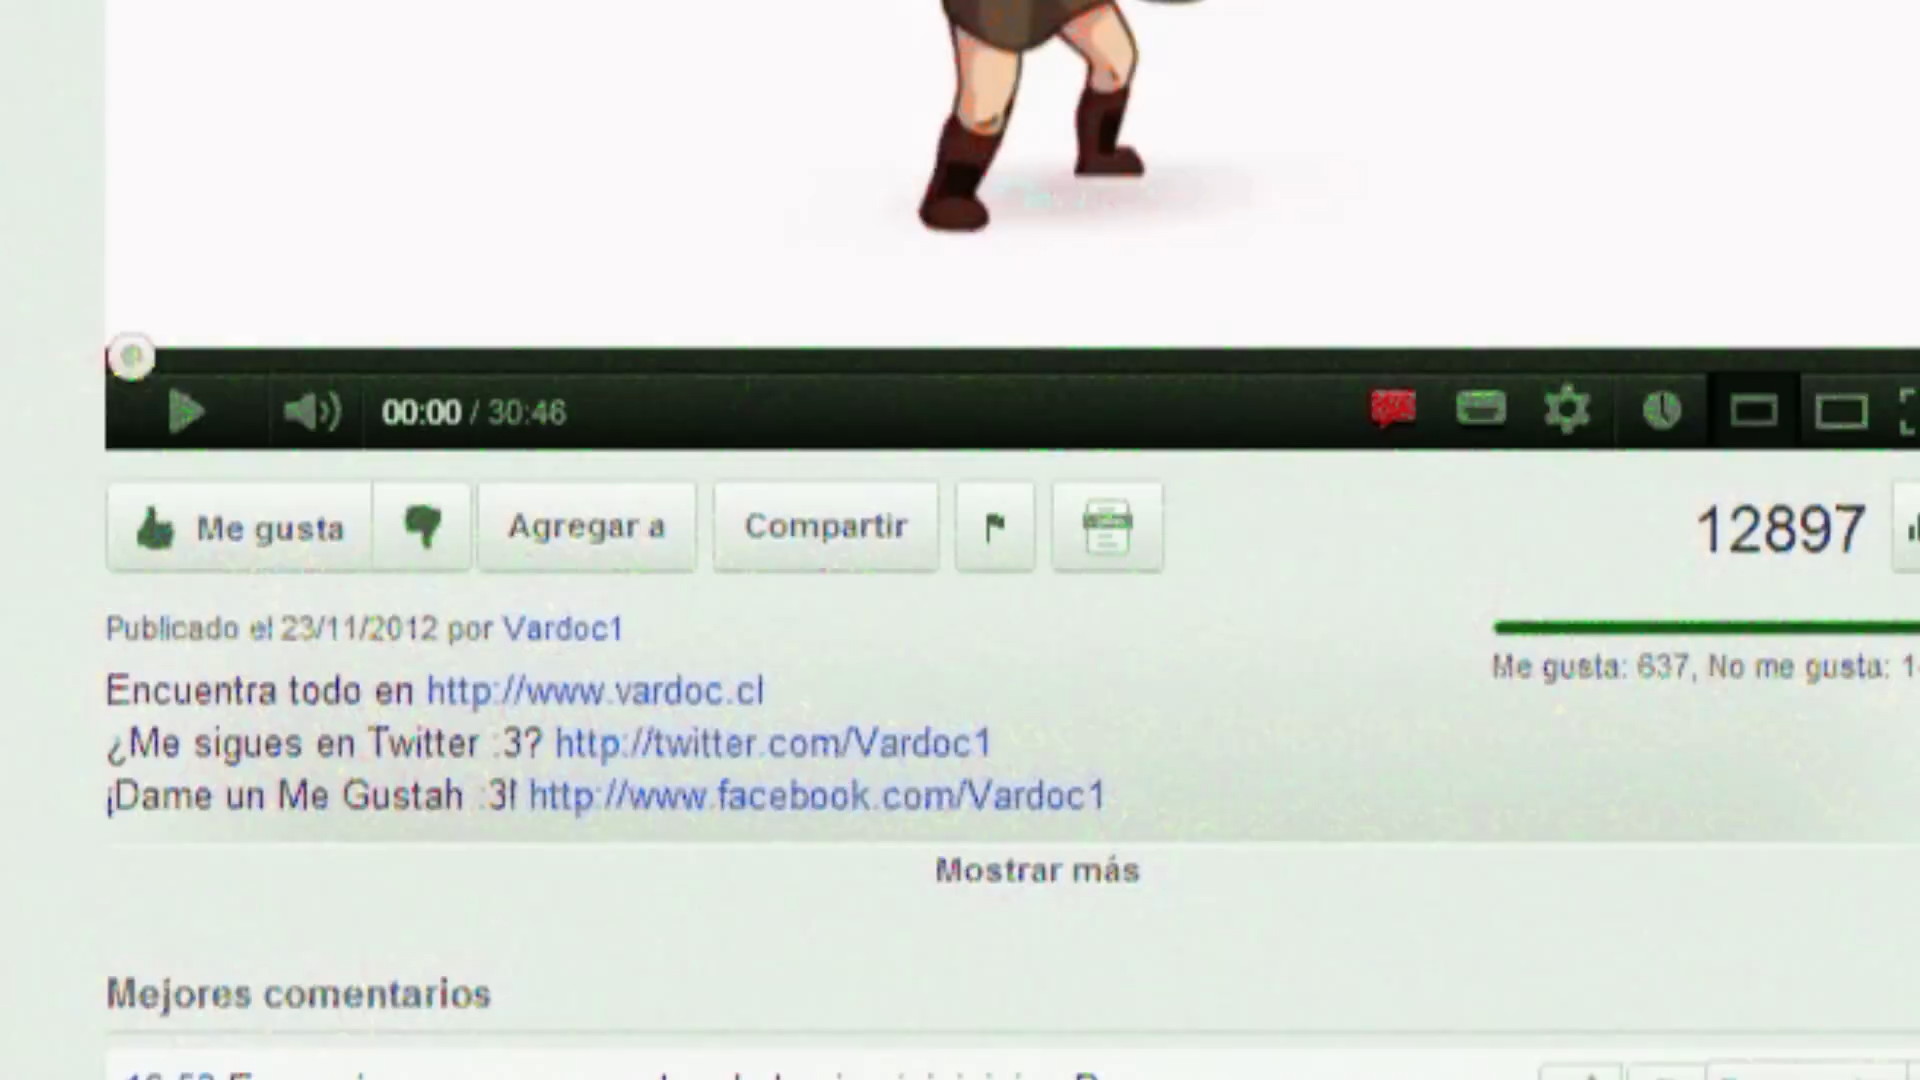 00:00 / 30:46
Me gusta
Agregar a
Compartir
12897
Publicado el 23/11/2012 por Vardoc1
Me gusta: 637, No me gusta:
Encuentra todo en http://www.vardoc.cl
¿Me sigues en Twitter :3? http://twitter.com/Vardoc1
¡Dame un Me Gustah :3! http://www.facebook.com/Vardoc1
Mostrar más
Mejores comentarios